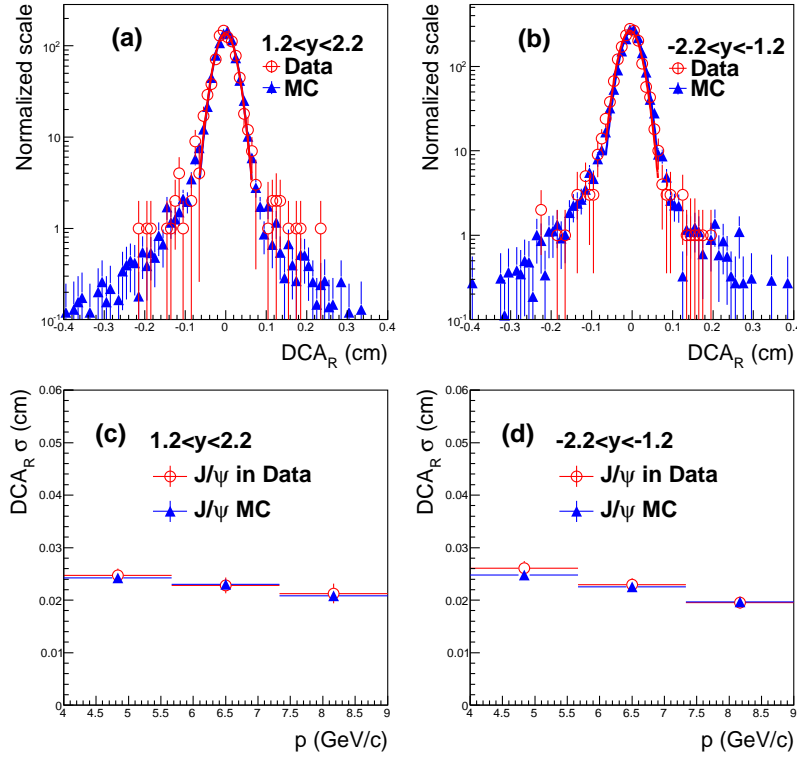 Normalized scale
(a)
1.2<y<2.2
Data
MC
10²
10
1
10⁻¹
-0.4 -0.3 -0.2 -0.1 0 0.1 0.2 0.3 0.4
DCA_R (cm)
Normalized scale
(b)
-2.2<y<-1.2
Data
MC
10²
10
1
10⁻¹
-0.4 -0.3 -0.2 -0.1 0 0.1 0.2 0.3 0.4
DCA_R (cm)
DCA_R σ (cm)
(c)
1.2<y<2.2
J/ψ in Data
J/ψ MC
0.06
0.05
0.04
0.03
0.02
0.01
0
4 4.5 5 5.5 6 6.5 7 7.5 8 8.5 9
p (GeV/c)
DCA_R σ (cm)
(d)
-2.2<y<-1.2
J/ψ in Data
J/ψ MC
0.06
0.05
0.04
0.03
0.02
0.01
0
4 4.5 5 5.5 6 6.5 7 7.5 8 8.5 9
p (GeV/c)